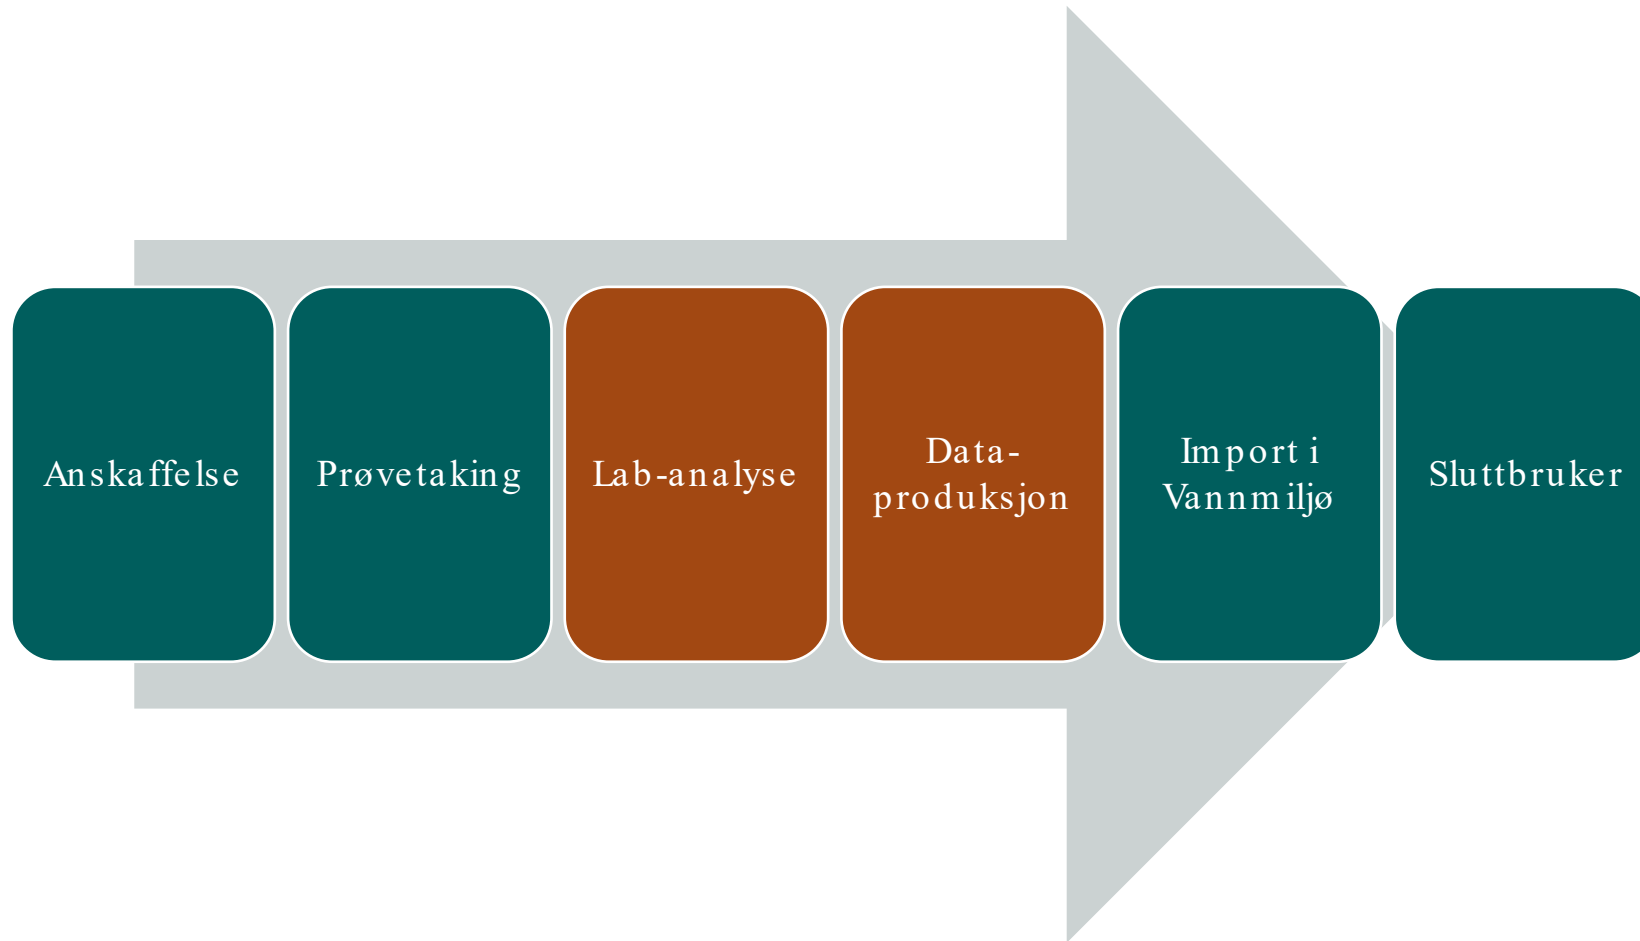 Anskaffelse
Prøvetaking
Lab-analyse
Data-
produksjon
Import i
Vannmiljø
Sluttbruker